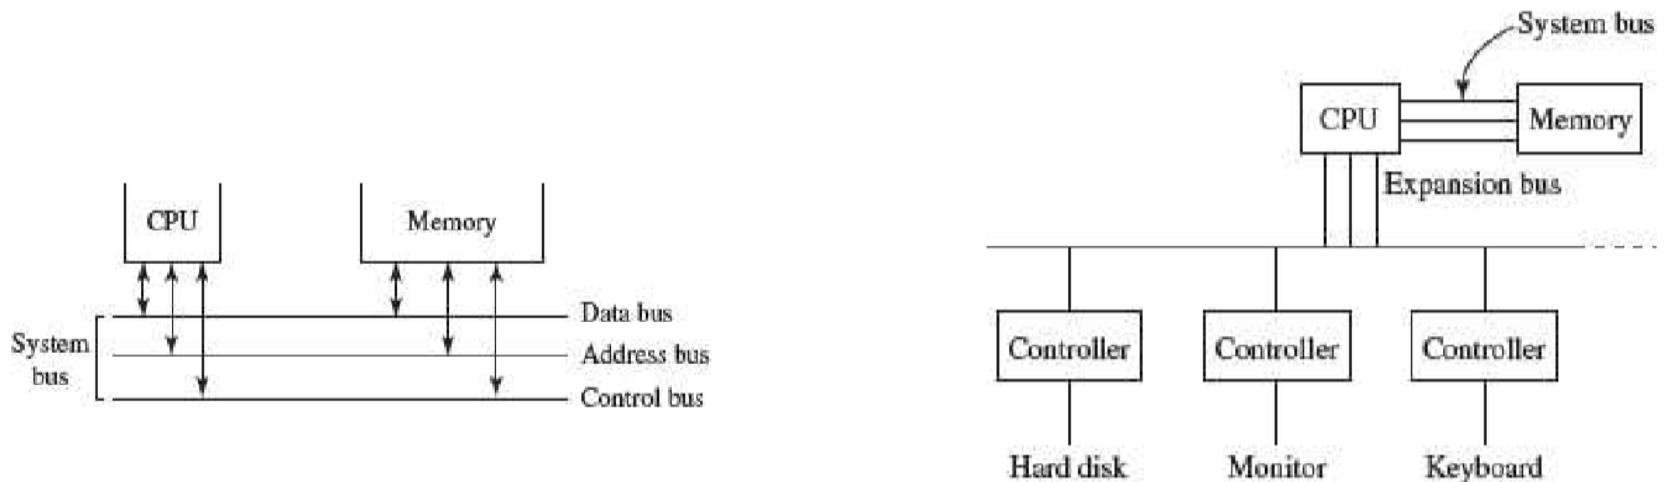 CPU
Memory
System
bus
Data bus
Address bus
Control bus
System bus
CPU
Memory
Expansion bus
Controller
Controller
Controller
Hard disk
Monitor
Keyboard